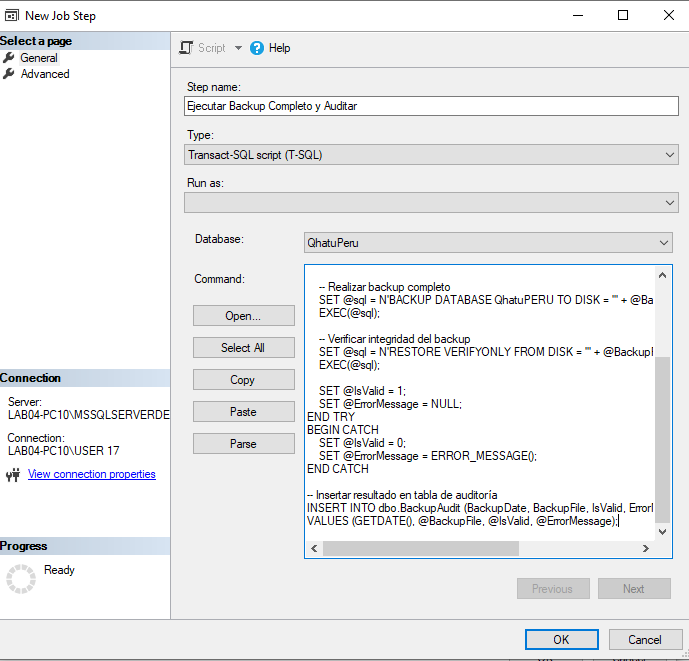 New Job Step
Select a page
General
Advanced
Script
Help
Step name:
Ejecutar Backup Completo y Auditar
Type:
Transact-SQL script (T-SQL)
Run as:
Database:
QhatuPeru
Command:
Open...
Select All
Copy
Paste
Parse
-- Realizar backup completo
SET @sql = N'BACKUP DATABASE QhatuPERU TO DISK = ''' + @Ba
EXEC(@sql);
-- Verificar integridad del backup
SET @sql = N'RESTORE VERIFYONLY FROM DISK = ''' + @Backup
EXEC(@sql);
SET @IsValid = 1;
SET @ErrorMessage = NULL;
END TRY
BEGIN CATCH
SET @IsValid = 0;
SET @ErrorMessage = ERROR_MESSAGE();
END CATCH
-- Insertar resultado en tabla de auditoría
INSERT INTO dbo.BackupAudit (BackupDate, BackupFile, IsValid, Error
VALUES (GETDATE(), @BackupFile, @IsValid, @ErrorMessage);
Connection
Server:
LAB04-PC10\MSSQLSERVERDE
Connection:
LAB04-PC10\USER 17
View connection properties
Progress
Ready
Previous
Next
OK
Cancel